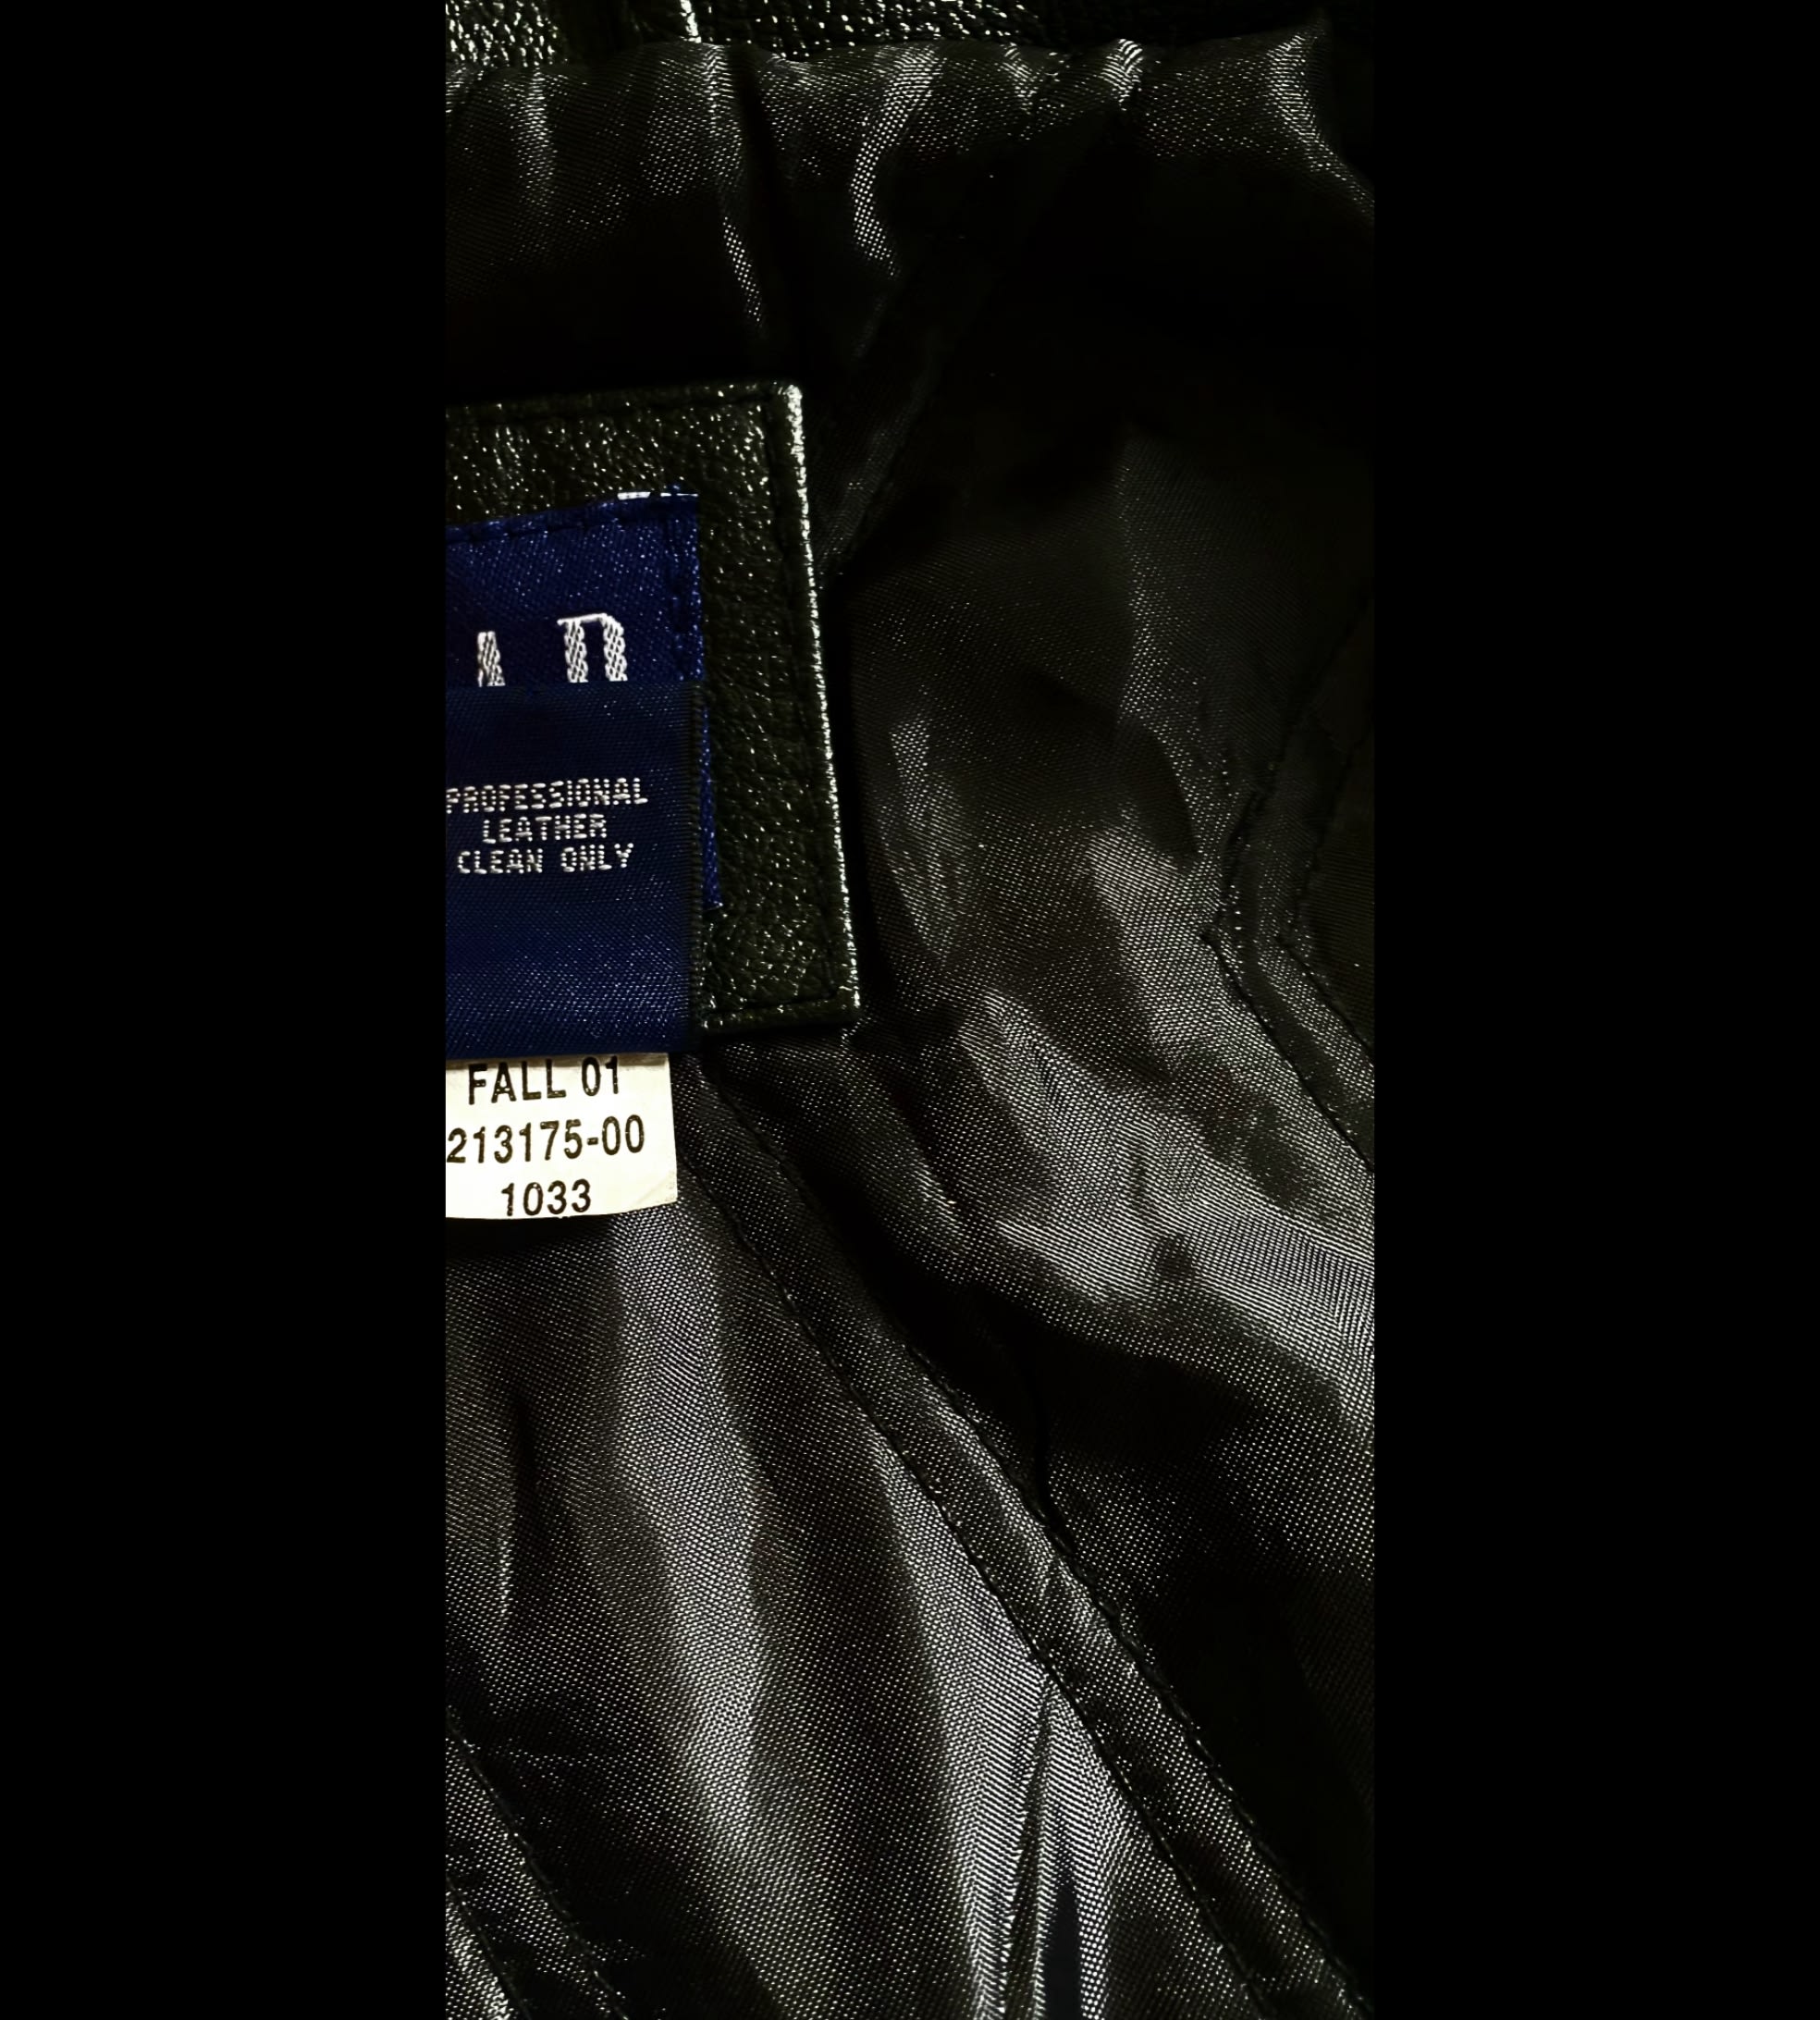 PROFESSIONAL
LEATHER
CLEAN ONLY
FALL 01
213175-00
1033